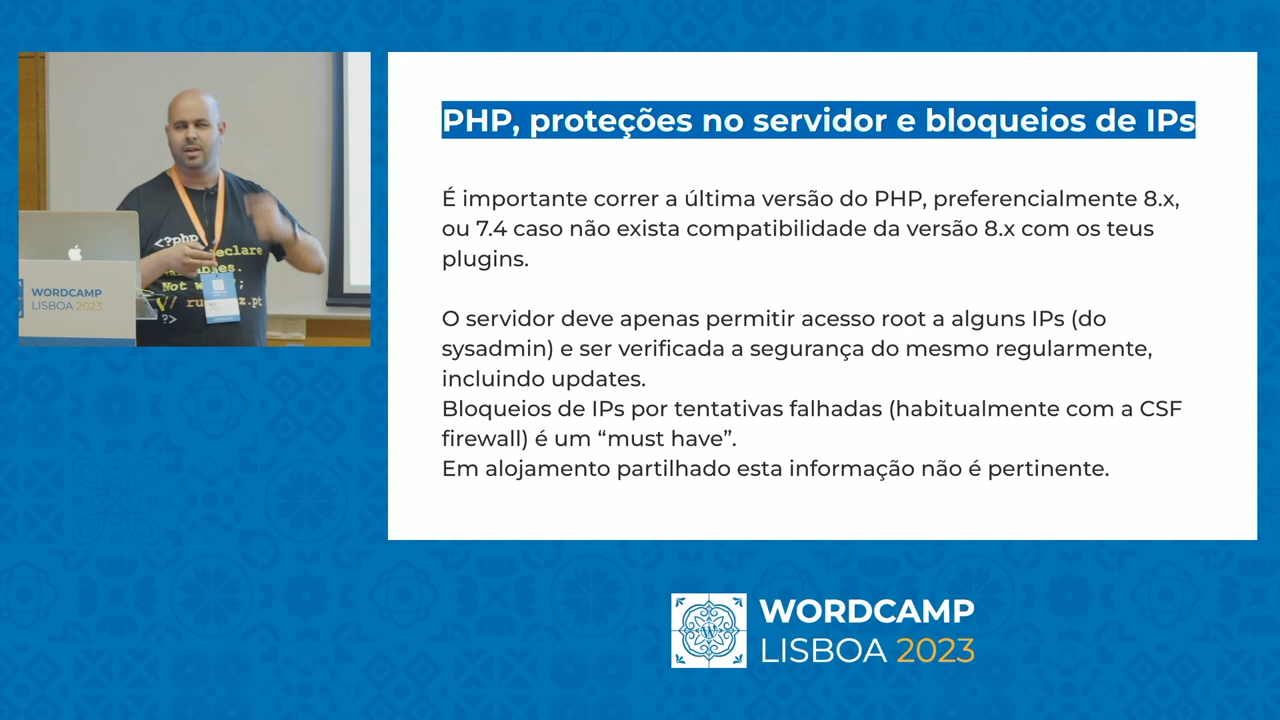 PHP, proteções no servidor e bloqueios de IPs
É importante correr a última versão do PHP, preferencialmente 8.x,
ou 7.4 caso não exista compatibilidade da versão 8.x com os teus
plugins.
O servidor deve apenas permitir acesso root a alguns IPs (do
sysadmin) e ser verificada a segurança do mesmo regularmente,
incluindo updates.
Bloqueios de IPs por tentativas falhadas (habitualmente com a CSF
firewall) é um “must have”.
Em alojamento partilhado esta informação não é pertinente.
<?php
Not
?>
WORDCAMP
LISBOA 2023
WORDCAMP
LISBOA 2023